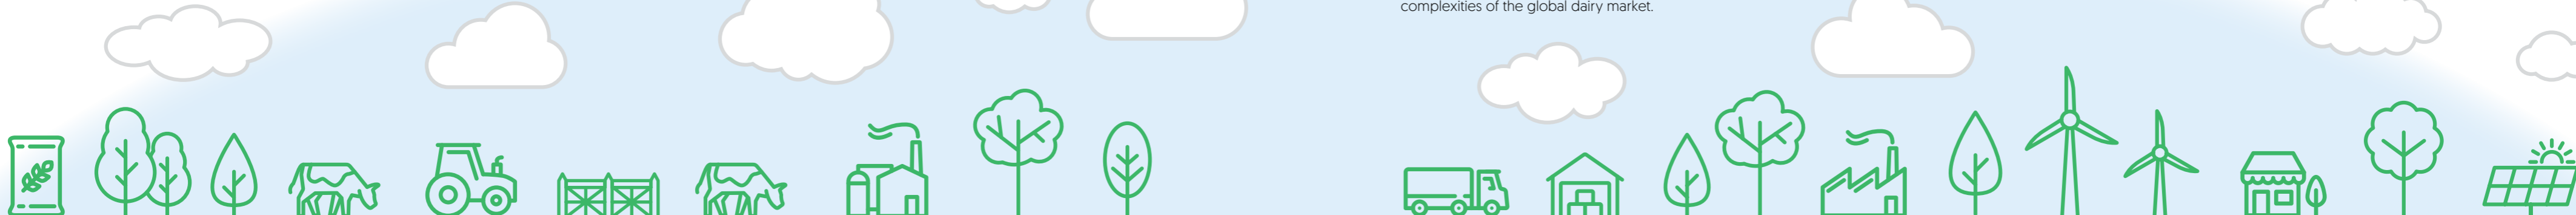 complexities of the global dairy market.